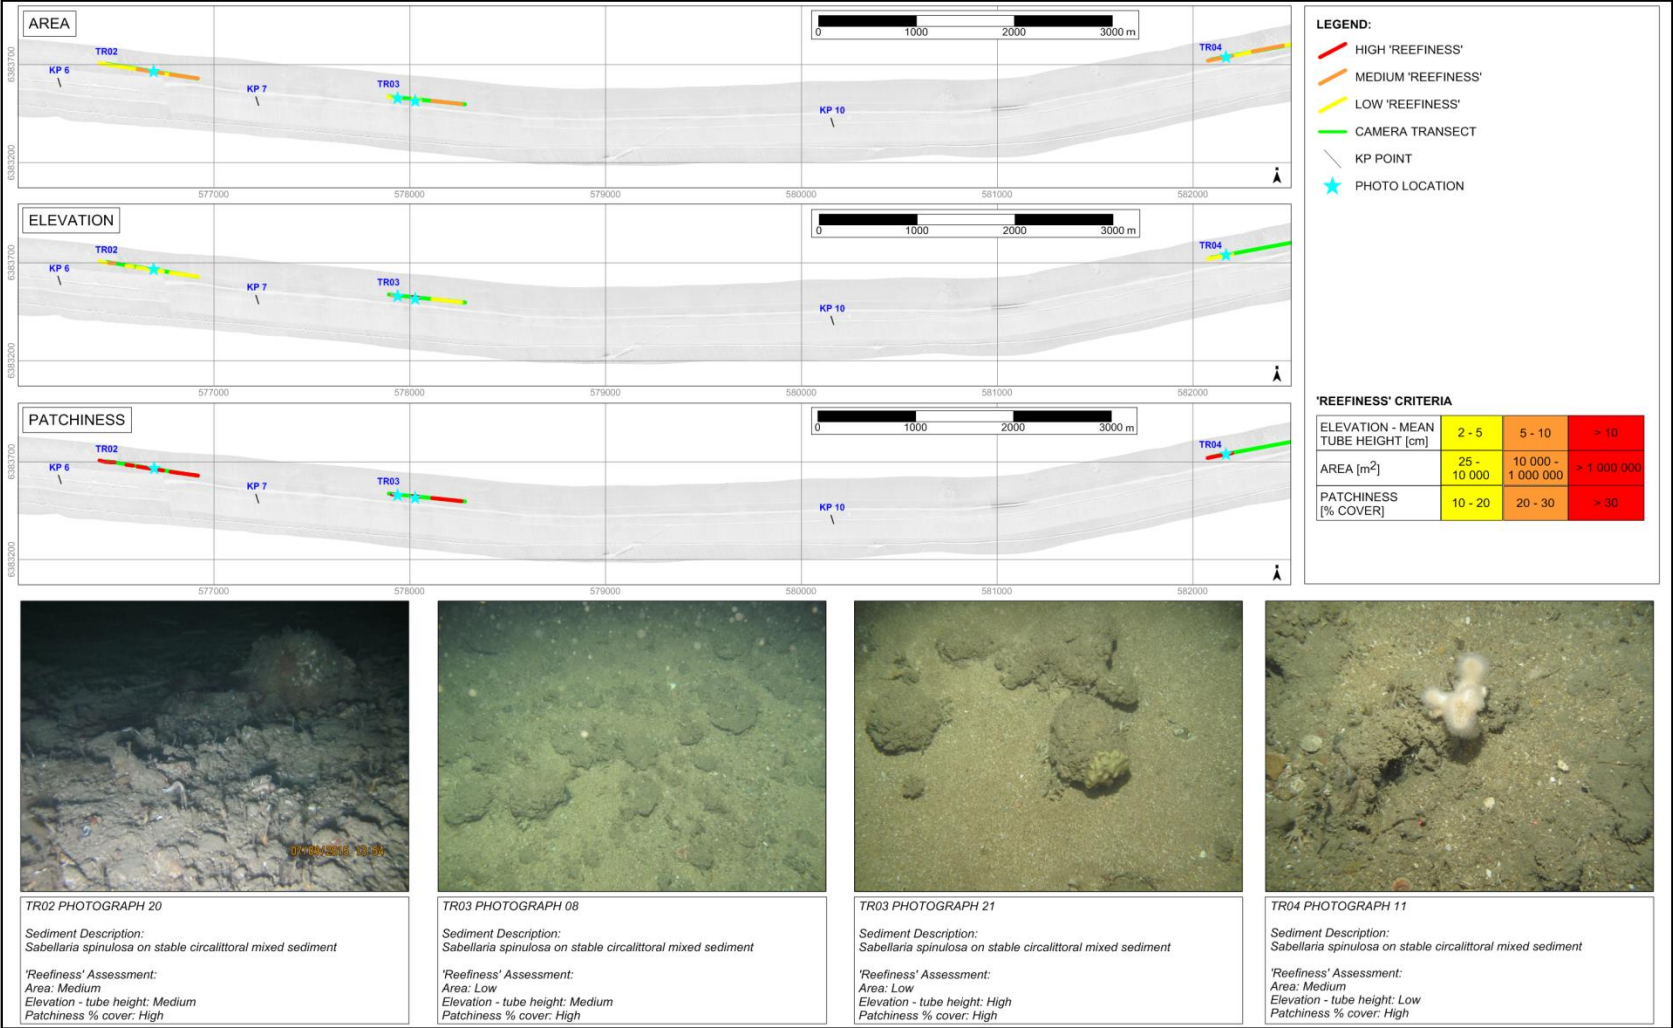 AREA
TR02
KP 6
KP 7
TR03
KP 10
TR04
0 1000 2000 3000 m
6383700
6383200
577000 578000 579000 580000 581000 582000
ELEVATION
TR02
KP 6
KP 7
TR03
KP 10
TR04
0 1000 2000 3000 m
6383700
6383200
577000 578000 579000 580000 581000 582000
PATCHINESS
TR02
KP 6
KP 7
TR03
KP 10
TR04
0 1000 2000 3000 m
6383700
6383200
577000 578000 579000 580000 581000 582000
LEGEND:
HIGH 'REEFINESS'
MEDIUM 'REEFINESS'
LOW 'REEFINESS'
CAMERA TRANSECT
KP POINT
PHOTO LOCATION
'REEFINESS' CRITERIA
ELEVATION - MEAN
TUBE HEIGHT [cm]
2 - 5
5 - 10
> 10
AREA [m2]
25 -
10 000
10 000 -
1 000 000
> 1 000 000
PATCHINESS
[% COVER]
10 - 20
20 - 30
> 30
TR02 PHOTOGRAPH 20
Sediment Description:
Sabellaria spinulosa on stable circalittoral mixed sediment
'Reefiness' Assessment:
Area: Medium
Elevation - tube height: Medium
Patchiness % cover: High
TR03 PHOTOGRAPH 08
Sediment Description:
Sabellaria spinulosa on stable circalittoral mixed sediment
'Reefiness' Assessment:
Area: Low
Elevation - tube height: Medium
Patchiness % cover: High
TR03 PHOTOGRAPH 21
Sediment Description:
Sabellaria spinulosa on stable circalittoral mixed sediment
'Reefiness' Assessment:
Area: Low
Elevation - tube height: High
Patchiness % cover: High
TR04 PHOTOGRAPH 11
Sediment Description:
Sabellaria spinulosa on stable circalittoral mixed sediment
'Reefiness' Assessment:
Area: Medium
Elevation - tube height: Low
Patchiness % cover: High